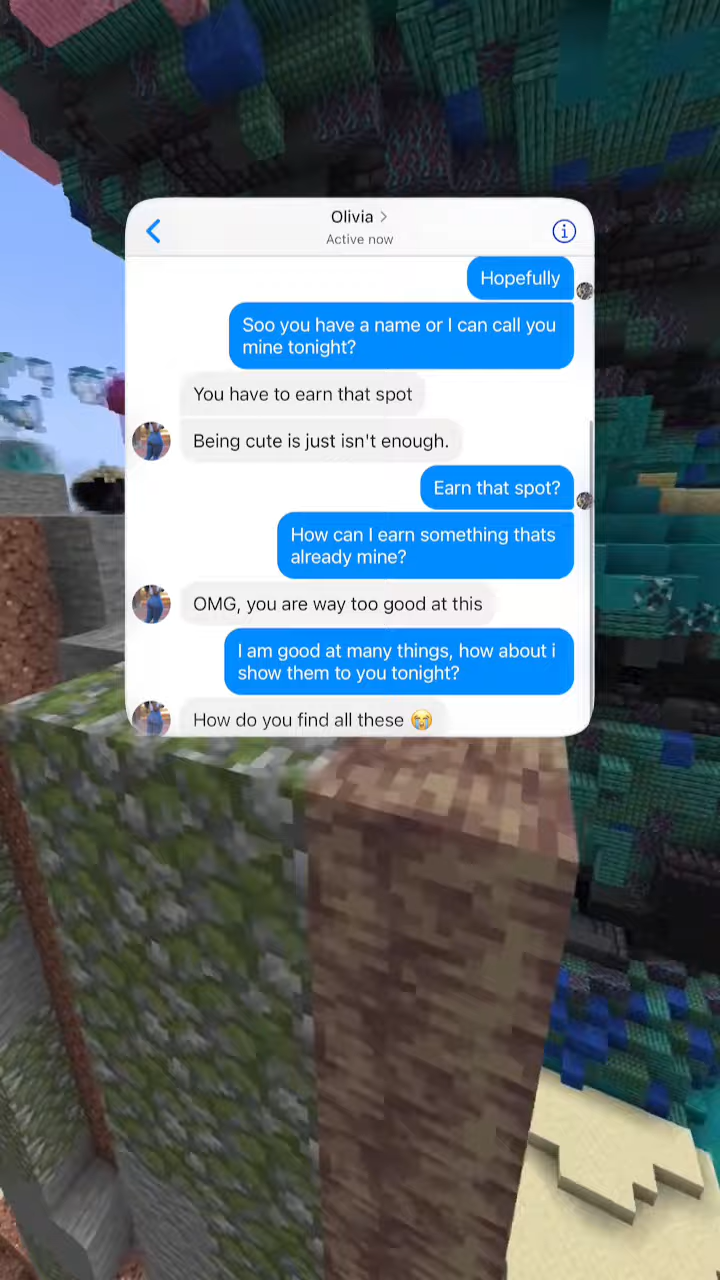 Olivia
Active now
Hopefully
Soo you have a name or I can call you
mine tonight?
You have to earn that spot
Being cute is just isn't enough.
Earn that spot?
How can I earn something thats
already mine?
OMG, you are way too good at this
I am good at many things, how about i
show them to you tonight?
How do you find all these 😭